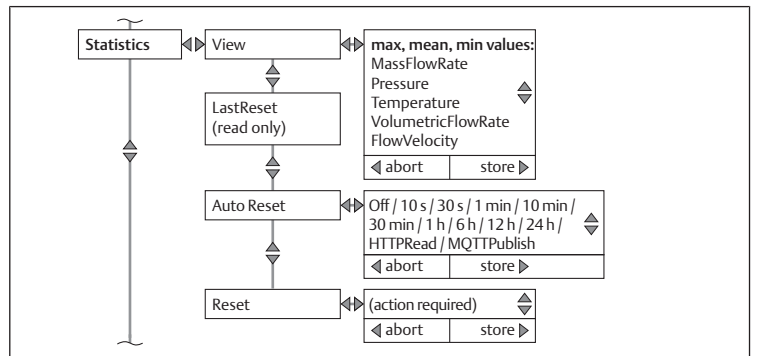 Statistics
View
max, mean, min values:
MassFlowRate
Pressure
Temperature
VolumetricFlowRate
FlowVelocity
abort
store
LastReset
(read only)
Auto Reset
Off / 10 s / 30 s / 1 min / 10 min /
30 min / 1 h / 6 h / 12 h / 24 h /
HTTPRead / MQTTPublish
abort
store
Reset
(action required)
abort
store